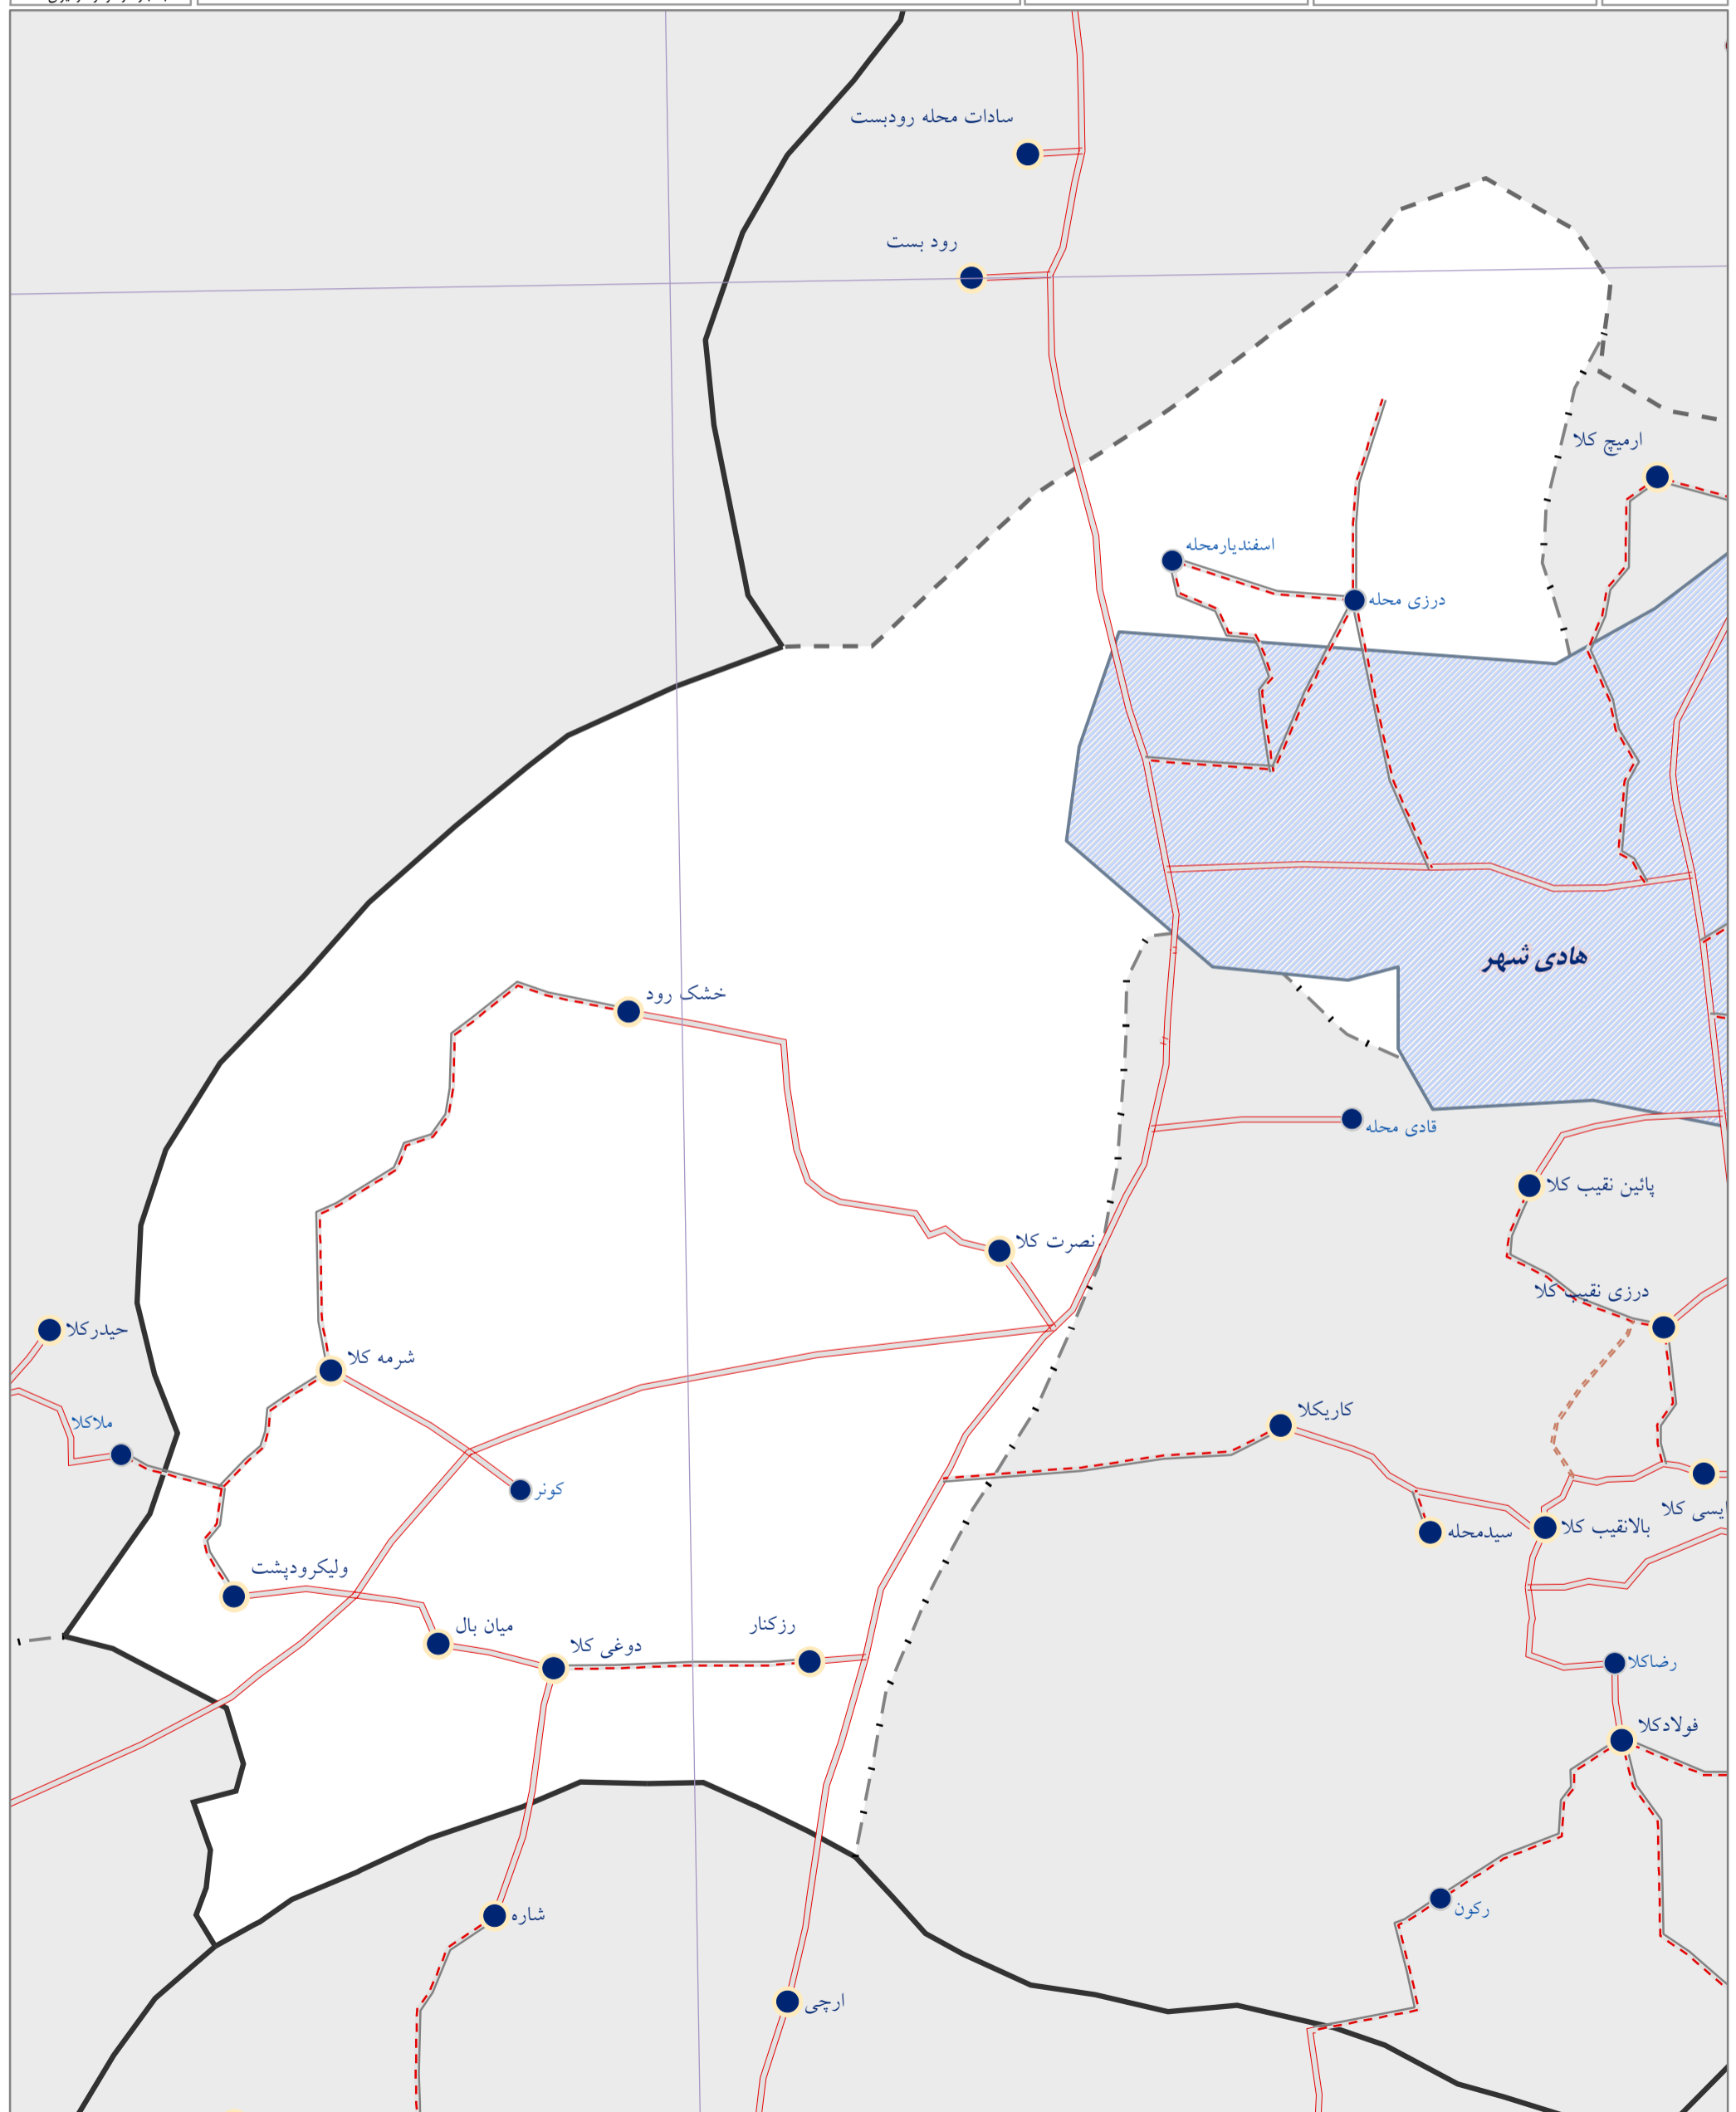 سادات محله رودبست
رود بست
ارمیچ کلا
اسفندیارمحله
درزی محله
هادی شهر
خشک رود
قادی محله
پائین نقیب کلا
نصرت کلا
درزی نقیب کلا
حیدرکلا
شرمه کلا
کاریکلا
ملاکلا
کونر
یسی کلا
بالانقیب کلا
سیدمحله
ولیکرودپشت
میان بال
رزکنار
دوغی کلا
رضاکلا
فولادکلا
رکون
شاره
ارچی